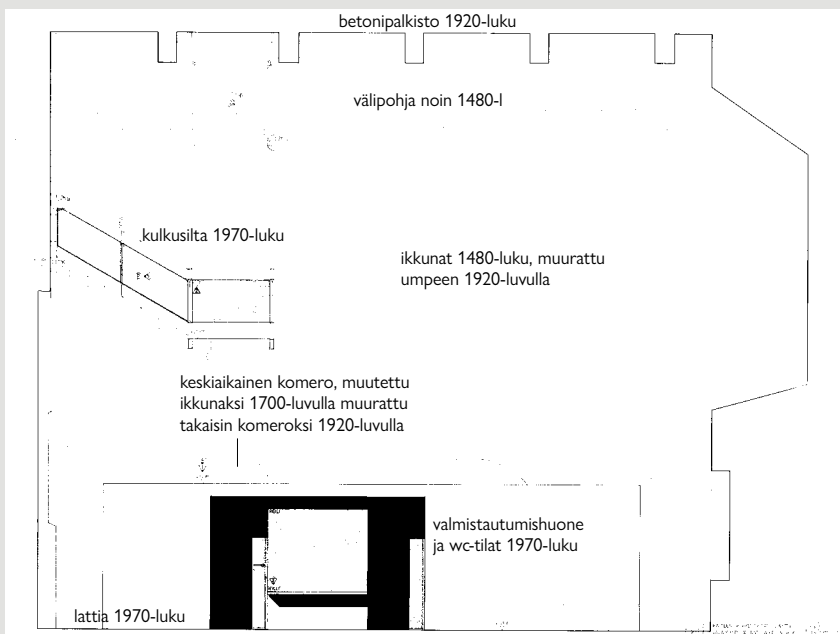 betonipalkisto 1920-luku
välipohja noin 1480-l
kulkusilta 1970-luku
ikkunat 1480-luku, muurattu
umpeen 1920-luvulla
keskiaikainen komero, muutettu
ikkunaksi 1700-luvulla muurattu
takaisin komeroksi 1920-luvulla
valmistautumishuone
ja wc-tilat 1970-luku
lattia 1970-luku